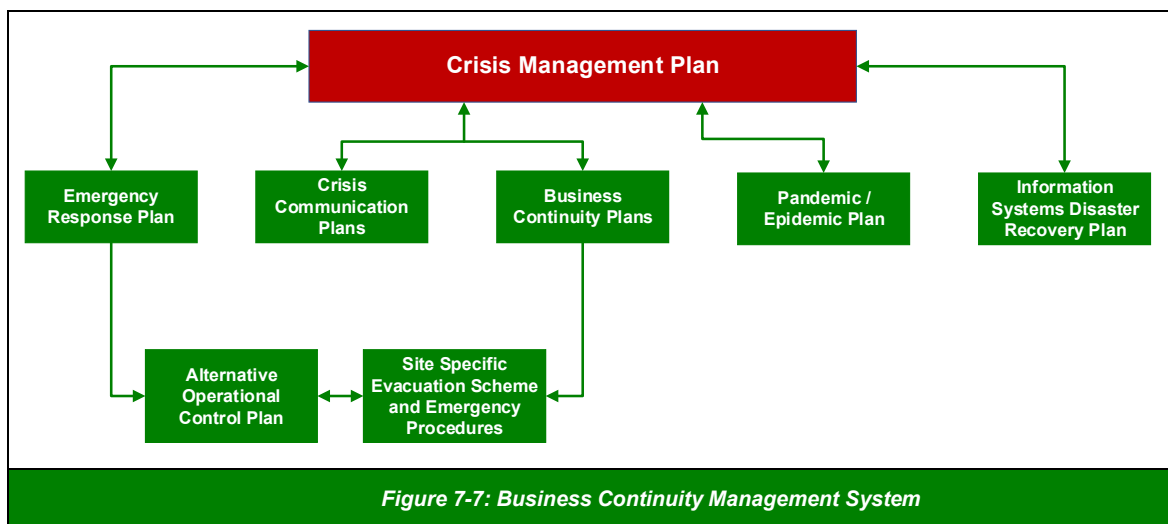 Crisis Management Plan
Emergency
Response Plan
Crisis
Communication
Plans
Business
Continuity Plans
Pandemic /
Epidemic Plan
Information
Systems Disaster
Recovery Plan
Alternative
Operational
Control Plan
Site Specific
Evacuation Scheme
and Emergency
Procedures
Figure 7-7: Business Continuity Management System